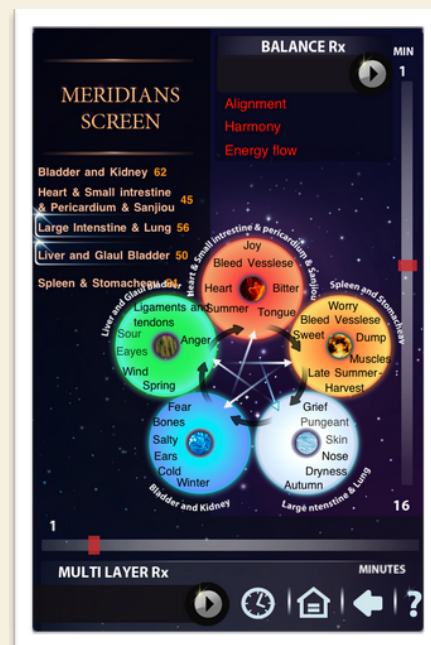 BALANCE Rx
MIN
1
MERIDIANS
SCREEN
Alignment
Harmony
Energy flow
Bladder and Kidney 62
Heart & Small intrestine
& Pericardium & Sanjiou 45
Large Intenstine & Lung 56
Liver and Glaul Bladder 50
Spleen & Stomacheau
Heart & Small intrestine & pericardium & Sanjiou
Joy
Bleed Vesslese
Heart
Bitter
Summer
Tongue
Liver and Glaul Bladder
Ligaments and
tendons
Sour
Anger
Eayes
Wind
Spring
Spleen and Stomacheav
Worry
Bleed Vesslese
Sweet
Dump
Muscles
Late Summer-
Harvest
Fear
Bones
Salty
Ears
Cold
Winter
Bladder and Kidney
Grief
Pungeant
Skin
Nose
Dryness
Autumn
Large ntenstine & Lung
16
1
MULTI LAYER Rx
MINUTES
?